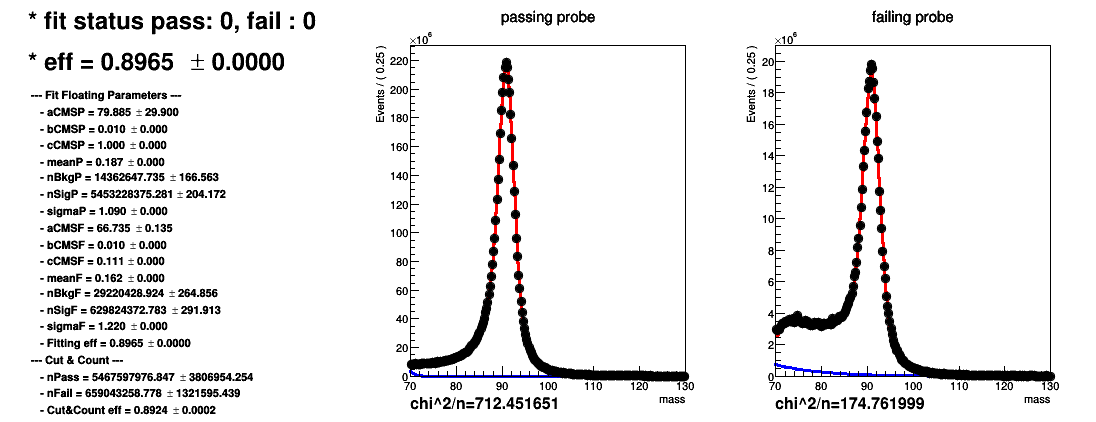 * fit status pass: 0, fail : 0
* eff = 0.8965 ± 0.0000
--- Fit Floating Parameters ---
- aCMSP = 79.885 ± 29.900
- bCMSP = 0.010 ± 0.000
- cCMSP = 1.000 ± 0.000
- meanP = 0.187 ± 0.000
- nBkgP = 14362647.735 ± 166.563
- nSigP = 5453228375.281 ± 204.172
- sigmaP = 1.090 ± 0.000
- aCMSF = 66.735 ± 0.135
- bCMSF = 0.010 ± 0.000
- cCMSF = 0.111 ± 0.000
- meanF = 0.162 ± 0.000
- nBkgF = 29220428.924 ± 264.856
- nSigF = 629824372.783 ± 291.913
- sigmaF = 1.220 ± 0.000
- Fitting eff = 0.8965 ± 0.0000
--- Cut & Count ---
- nPass = 5467597976.847 ± 3806954.254
- nFail = 659043258.778 ± 1321595.439
- Cut&Count eff = 0.8924 ± 0.0002
passing probe
×10^6
Events / ( 0.25 )
220
200
180
160
140
120
100
80
60
40
20
0
70 80 90 100 110 120 130
mass
chi^2/n=712.451651
failing probe
×10^6
Events / ( 0.25 )
20
18
16
14
12
10
8
6
4
2
0
70 80 90 100 110 120 130
mass
chi^2/n=174.761999